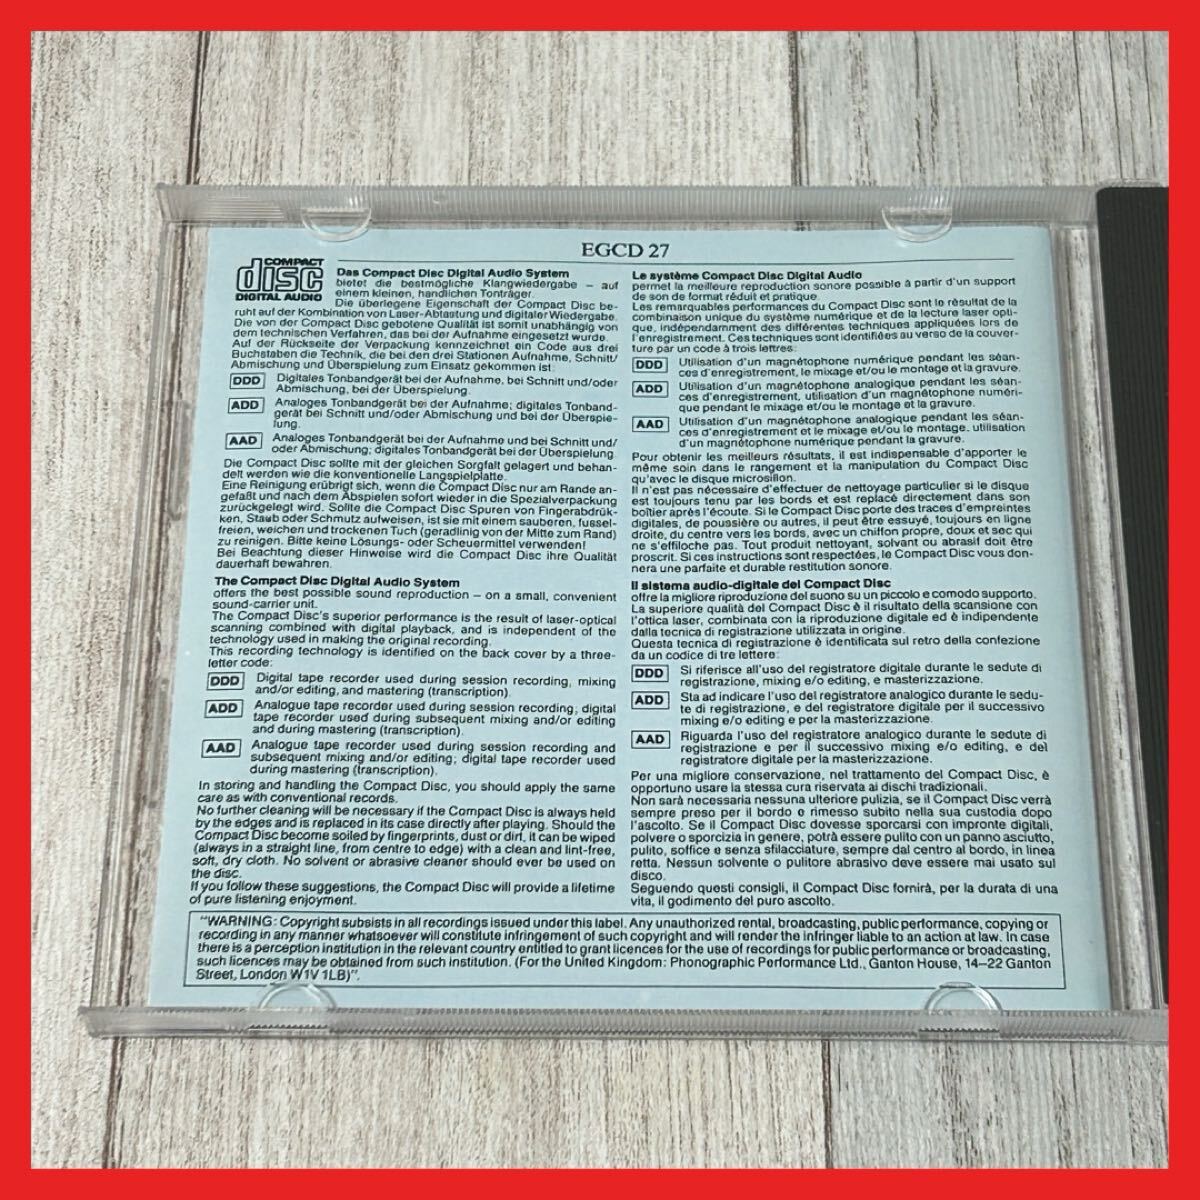 EGCD 27
COMPACT
disc
DIGITAL AUDIO
Das Compact Disc Digital Audio System
bietet die bestmögliche Klangwiedergabe – auf
einem kleinen, handlichen Tonträger.
Die überlegene Eigenschaft der Compact Disc be-
ruht auf der Kombination von Laser-Abtastung und digitaler Wiedergabe.
Die von der Compact Disc gebotene Qualität ist somit unabhängig von
dem technischen Verfahren, das bei der Aufnahme eingesetzt wurde.
Auf der Rückseite der Verpackung kennzeichnet ein Code aus drei
Buchstaben die Technik, die bei den drei Stationen Aufnahme, Schnitt/
Abmischung und Überspielung zum Einsatz gekommen ist:
DDD Digitales Tonbandgerät bei der Aufnahme, bei Schnitt und/oder
Abmischung, bei der Überspielung.
ADD Analoges Tonbandgerät bei der Aufnahme; digitales Tonband-
gerät bei Schnitt und/oder Abmischung und bei der Überspie-
lung.
AAD Analoges Tonbandgerät bei der Aufnahme und bei Schnitt und/
oder Abmischung; digitales Tonbandgerät bei der Überspielung.
Die Compact Disc sollte mit der gleichen Sorgfalt gelagert und behan-
delt werden wie die konventionelle Langspielplatte.
Eine Reinigung erübrigt sich, wenn die Compact Disc nur am Rande an-
gefaßt und nach dem Abspielen sofort wieder in die Spezialverpackung
zurückgelegt wird. Sollte die Compact Disc Spuren von Fingerabdrük-
ken, Staub oder Schmutz aufweisen, ist sie mit einem sauberen, fussel-
freien, weichen und trockenen Tuch (geradlinig von der Mitte zum Rand)
zu reinigen. Bitte keine Lösungs- oder Scheuermittel verwenden!
Bei Beachtung dieser Hinweise wird die Compact Disc ihre Qualität
dauerhaft bewahren.
The Compact Disc Digital Audio System
offers the best possible sound reproduction – on a small, convenient
sound-carrier unit.
The Compact Disc's superior performance is the result of laser-optical
scanning combined with digital playback, and is independent of the
technology used in making the original recording.
This recording technology is identified on the back cover by a three-
letter code:
DDD Digital tape recorder used during session recording, mixing
and/or editing, and mastering (transcription).
ADD Analogue tape recorder used during session recording; digital
tape recorder used during subsequent mixing and/or editing
and during mastering (transcription).
AAD Analogue tape recorder used during session recording and
subsequent mixing and/or editing; digital tape recorder used
during mastering (transcription).
In storing and handling the Compact Disc, you should apply the same
care as with conventional records.
No further cleaning will be necessary if the Compact Disc is always held
by the edges and is replaced in its case directly after playing. Should the
Compact Disc become soiled by fingerprints, dust or dirt, it can be wiped
(always in a straight line, from centre to edge) with a clean and lint-free,
soft, dry cloth. No solvent or abrasive cleaner should ever be used on
the disc.
If you follow these suggestions, the Compact Disc will provide a lifetime
of pure listening enjoyment.
Le système Compact Disc Digital Audio
permet la meilleure reproduction sonore possible à partir d'un support
de son de format réduit et pratique.
Les remarquables performances du Compact Disc sont le résultat de la
combinaison unique du système numérique et de la lecture laser opti-
que, indépendamment des différentes techniques appliquées lors de
l'enregistrement. Ces techniques sont identifiées au verso de la couver-
ture par un code à trois lettres:
DDD Utilisation d'un magnétophone numérique pendant les séan-
ces d'enregistrement, le mixage et/ou le montage et la gravure.
ADD Utilisation d'un magnétophone analogique pendant les séan-
ces d'enregistrement, utilisation d'un magnétophone numéri-
que pendant le mixage et/ou le montage et la gravure.
AAD Utilisation d'un magnétophone analogique pendant les séan-
ces d'enregistrement et le mixage et/ou le montage, utilisation
d'un magnétophone numérique pendant la gravure.
Pour obtenir les meilleurs résultats, il est indispensable d'apporter le
même soin dans le rangement et la manipulation du Compact Disc
qu'avec le disque microsillon.
Il n'est pas nécessaire d'effectuer de nettoyage particulier si le disque
est toujours tenu par les bords et est replacé directement dans son
boîtier après l'écoute. Si le Compact Disc porte des traces d'empreintes
digitales, de poussière ou autres, il peut être essuyé, toujours en ligne
droite, du centre vers les bords, avec un chiffon propre, doux et sec qui
ne s'effiloche pas. Tout produit nettoyant, solvant ou abrasif doit être
proscrit. Si ces instructions sont respectées, le Compact Disc vous don-
nera une parfaite et durable restitution sonore.
Il sistema audio-digitale del Compact Disc
offre la migliore riproduzione del suono su un piccolo e comodo supporto.
La superiore qualità del Compact Disc è il risultato della scansione con
l'ottica laser, combinata con la riproduzione digitale ed è indipendente
dalla tecnica di registrazione utilizzata in origine.
Questa tecnica di registrazione è identificata sul retro della confezione
da un codice di tre lettere:
DDD Si riferisce all'uso del registratore digitale durante le sedute di
registrazione, mixing e/o editing, e masterizzazione.
ADD Sta ad indicare l'uso del registratore analogico durante le sedu-
te di registrazione, e del registratore digitale per il successivo
mixing e/o editing e per la masterizzazione.
AAD Riguarda l'uso del registratore analogico durante le sedute di
registrazione e per il successivo mixing e/o editing, e del
registratore digitale per la masterizzazione.
Per una migliore conservazione, nel trattamento del Compact Disc, è
opportuno usare la stessa cura riservata ai dischi tradizionali.
Non sarà necessaria nessuna ulteriore pulizia, se il Compact Disc verrà
sempre preso per il bordo e rimesso subito nella sua custodia dopo
l'ascolto. Se il Compact Disc dovesse sporcarsi con impronte digitali,
polvere o sporcizia in genere, potrà essere pulito con un panno asciutto,
pulito, soffice e senza sfilacciature, sempre dal centro al bordo, in linea
retta. Nessun solvente o pulitore abrasivo deve essere mai usato sul
disco.
Seguendo questi consigli, il Compact Disc fornirà, per la durata di una
vita, il godimento del puro ascolto.
"WARNING: Copyright subsists in all recordings issued under this label. Any unauthorized rental, broadcasting, public performance, copying or
recording in any manner whatsoever will constitute infringement of such copyright and will render the infringer liable to an action at law. In case
there is a perception institution in the relevant country entitled to grant licences for the use of recordings for public performance or broadcasting,
such licences may be obtained from such institution. (For the United Kingdom: Phonographic Performance Ltd., Ganton House, 14–22 Ganton
Street, London W1V 1LB)".